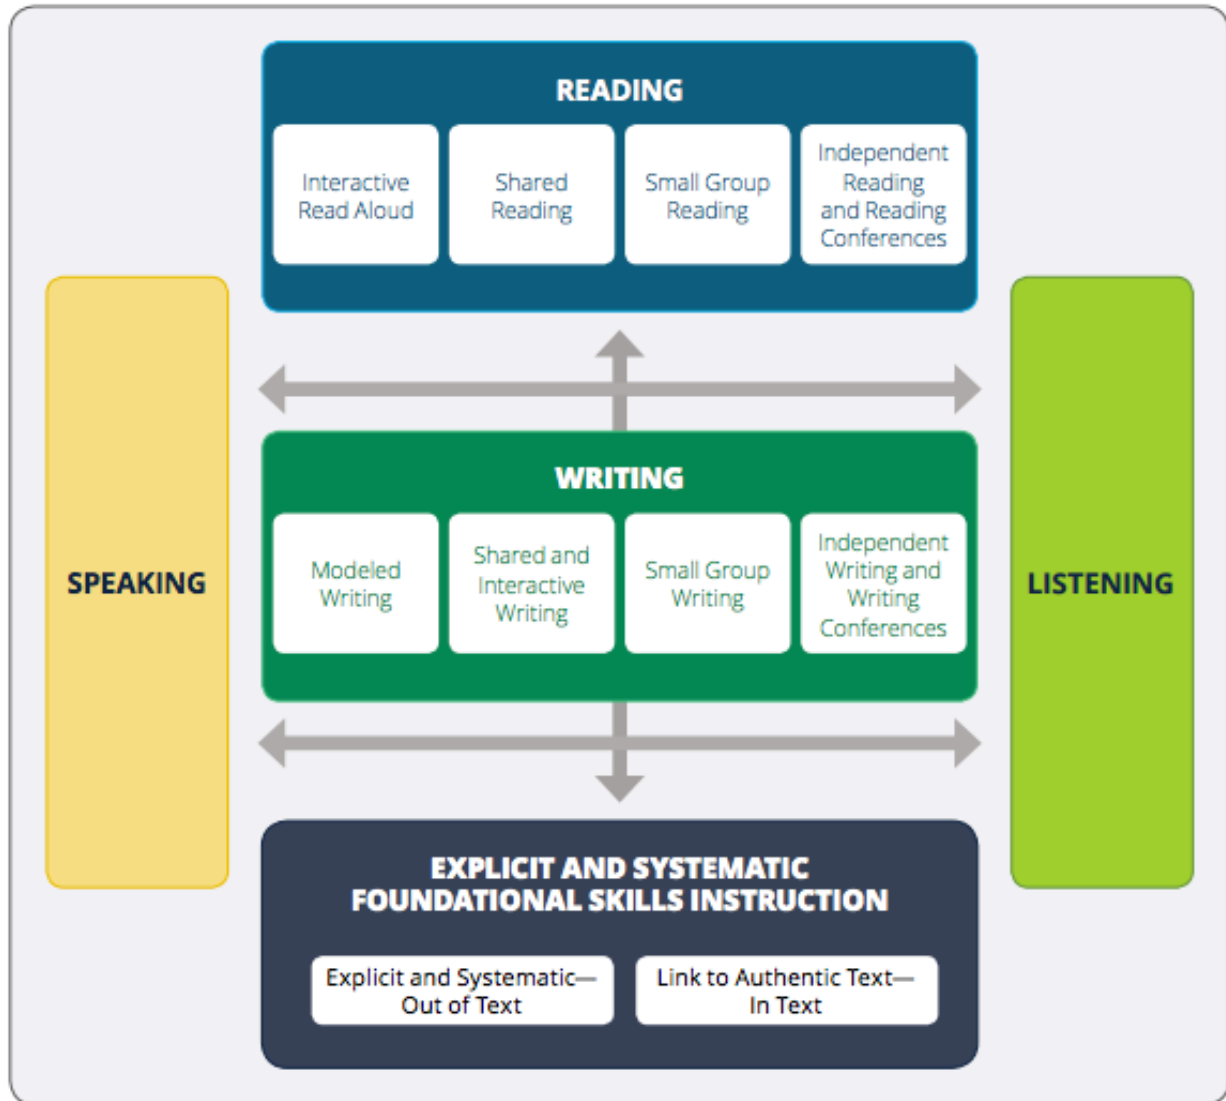 READING
Interactive
Read Aloud
Shared
Reading
Small Group
Reading
Independent
Reading
and Reading
Conferences
SPEAKING
WRITING
Modeled
Writing
Shared and
Interactive
Writing
Small Group
Writing
Independent
Writing and
Writing
Conferences
LISTENING
EXPLICIT AND SYSTEMATIC
FOUNDATIONAL SKILLS INSTRUCTION
Explicit and Systematic—
Out of Text
Link to Authentic Text—
In Text